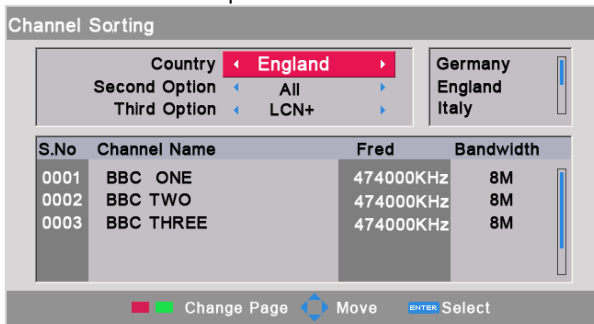 Channel Sorting
Country England
Second Option All
Third Option LCN+
Germany
England
Italy
S.No Channel Name Fred Bandwidth
0001 BBC ONE 474000KHz 8M
0002 BBC TWO 474000KHz 8M
0003 BBC THREE 474000KHz 8M
Change Page Move ENTER Select